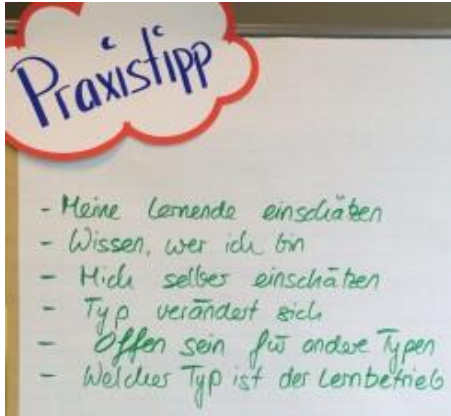 Praxistipp
- Meine Lernende einschätzen
- Wissen, wer ich bin
- Mich selber einschätzen
- Typ verändert sich
- Offen sein für andere Typen
- Welcher Typ ist der Lernbetrieb